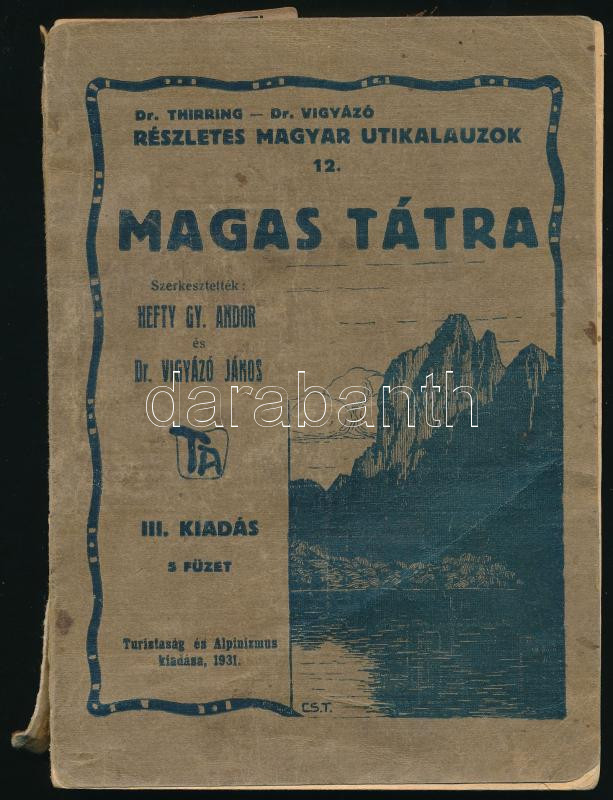 Dr. THIRRING — Dr. VIGYÁZÓ
RÉSZLETES MAGYAR UTIKALAUZOK
12.
MAGAS TÁTRA
Szerkesztették:
HEFTY GY. ANDOR
és
Dr. VIGYÁZÓ JÁNOS
darabanth
TA
III. KIADÁS
5 FÜZET
Turistaság és Alpinizmus
kiadása, 1931.
CS.T.